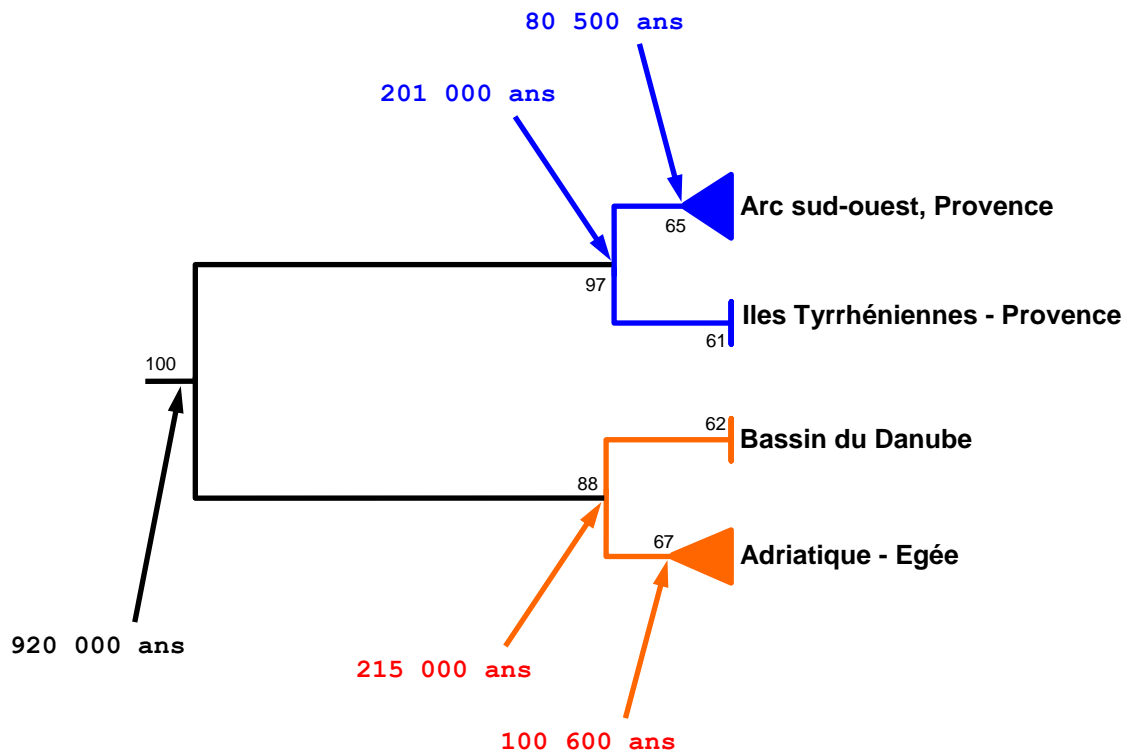 80 500 ans
201 000 ans
Arc sud-ouest, Provence
65
97
Iles Tyrrhéniennes - Provence
61
100
62
Bassin du Danube
88
67
Adriatique - Egée
920 000 ans
215 000 ans
100 600 ans